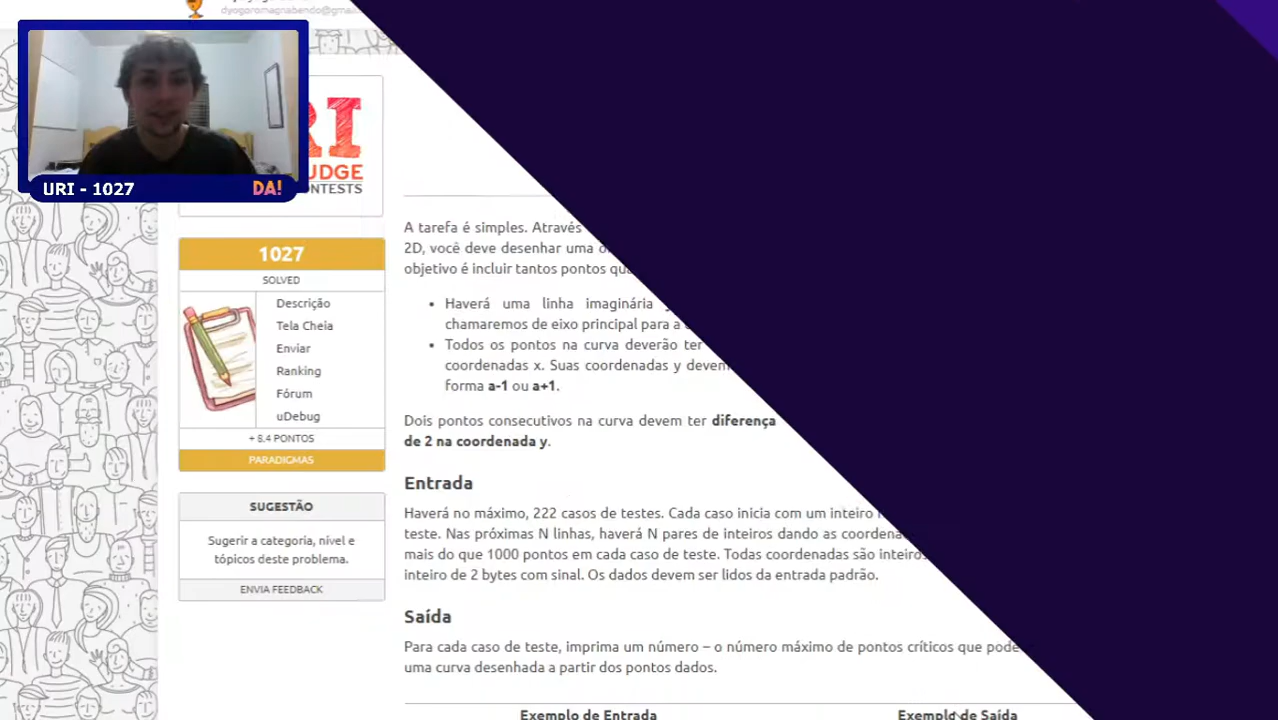 dyogoromagnabendo@gmail.
RI
JUDGE
CONTESTS
URI - 1027
DA!
1027
SOLVED
Descrição
Tela Cheia
Enviar
Ranking
Fórum
uDebug
+ 8.4 PONTOS
PARADIGMAS
SUGESTÃO
Sugerir a categoria, nível e
tópicos deste problema.
ENVIA FEEDBACK
A tarefa é simples. Através
2D, você deve desenhar uma
objetivo é incluir tantos pontos
Haverá uma linha imaginária
chamaremos de eixo principal para a
Todos os pontos na curva deverão ter
coordenadas x. Suas coordenadas y devem
forma a-1 ou a+1.
Dois pontos consecutivos na curva devem ter diferença
de 2 na coordenada y.
Entrada
Haverá no máximo, 222 casos de testes. Cada caso inicia com um inteiro
teste. Nas próximas N linhas, haverá N pares de inteiros dando as coordena
mais do que 1000 pontos em cada caso de teste. Todas coordenadas são inteiros
inteiro de 2 bytes com sinal. Os dados devem ser lidos da entrada padrão.
Saída
Para cada caso de teste, imprima um número – o número máximo de pontos críticos que pode
uma curva desenhada a partir dos pontos dados.
Exemplo de Entrada
Exemplo de Saída